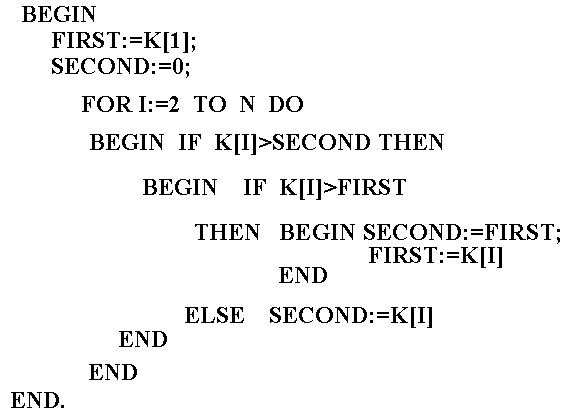 BEGIN
FIRST:=K[1];
SECOND:=0;
FOR I:=2 TO N DO
BEGIN IF K[I]>SECOND THEN
BEGIN IF K[I]>FIRST
THEN BEGIN SECOND:=FIRST;
FIRST:=K[I]
END
ELSE SECOND:=K[I]
END
END
END.